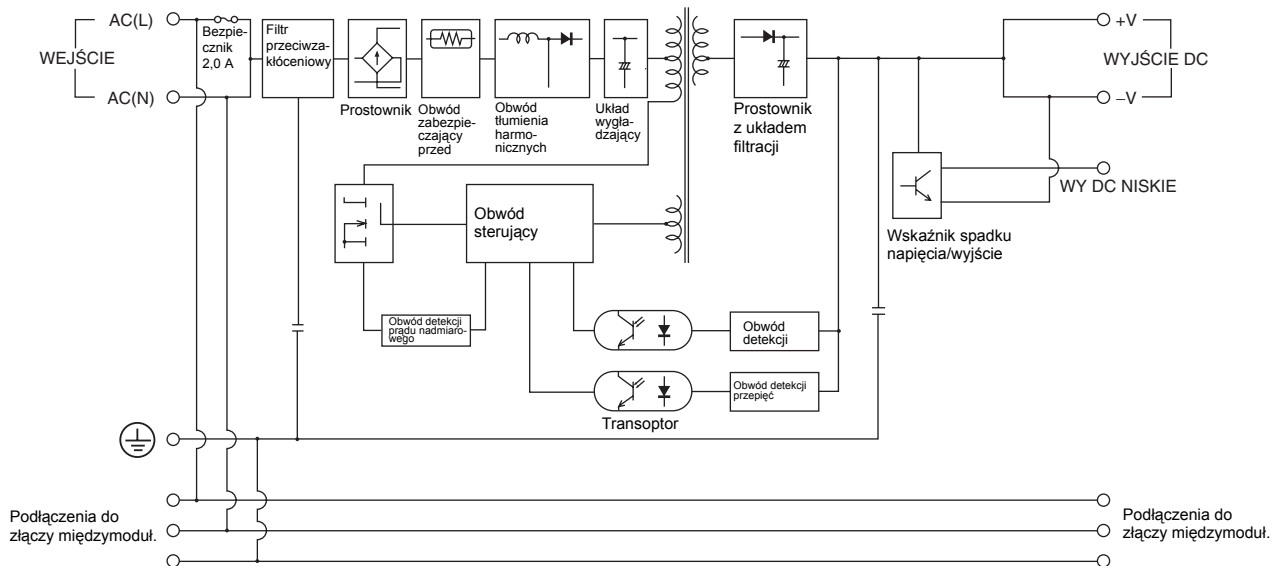 AC(L)
WEJŚCIE
AC(N)
Bezpie-
cznik
2,0 A
Filtr
przeciwza-
kłóceniowy
Prostownik
Obwód
zabezpie-
czający
przed
Obwód
tłumienia
harmo-
nicznych
Układ
wygła-
dzający
Prostownik
z układem
filtracji
+V
WYJŚCIE DC
–V
WY DC NISKIE
Wskaźnik spadku
napięcia/wyjście
Obwód
sterujący
Obwód detekcji
prądu nadmiaro-
wego
Obwód
detekcji
Obwód detekcji
przepięć
Transoptor
Podłączenia do
złączy międzymoduł.
Podłączenia do
złączy międzymoduł.